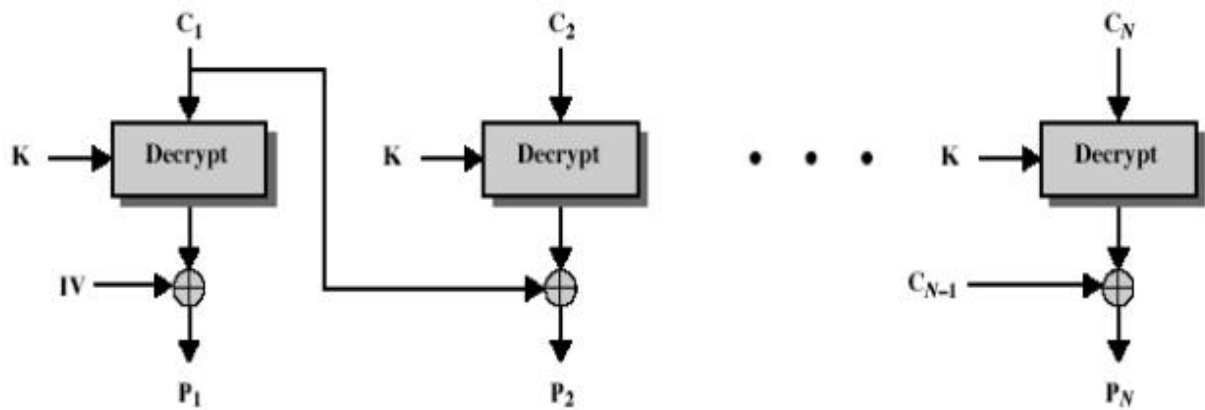 C1 C2 CN
K Decrypt K Decrypt K Decrypt
IV CN–1
P1 P2 PN